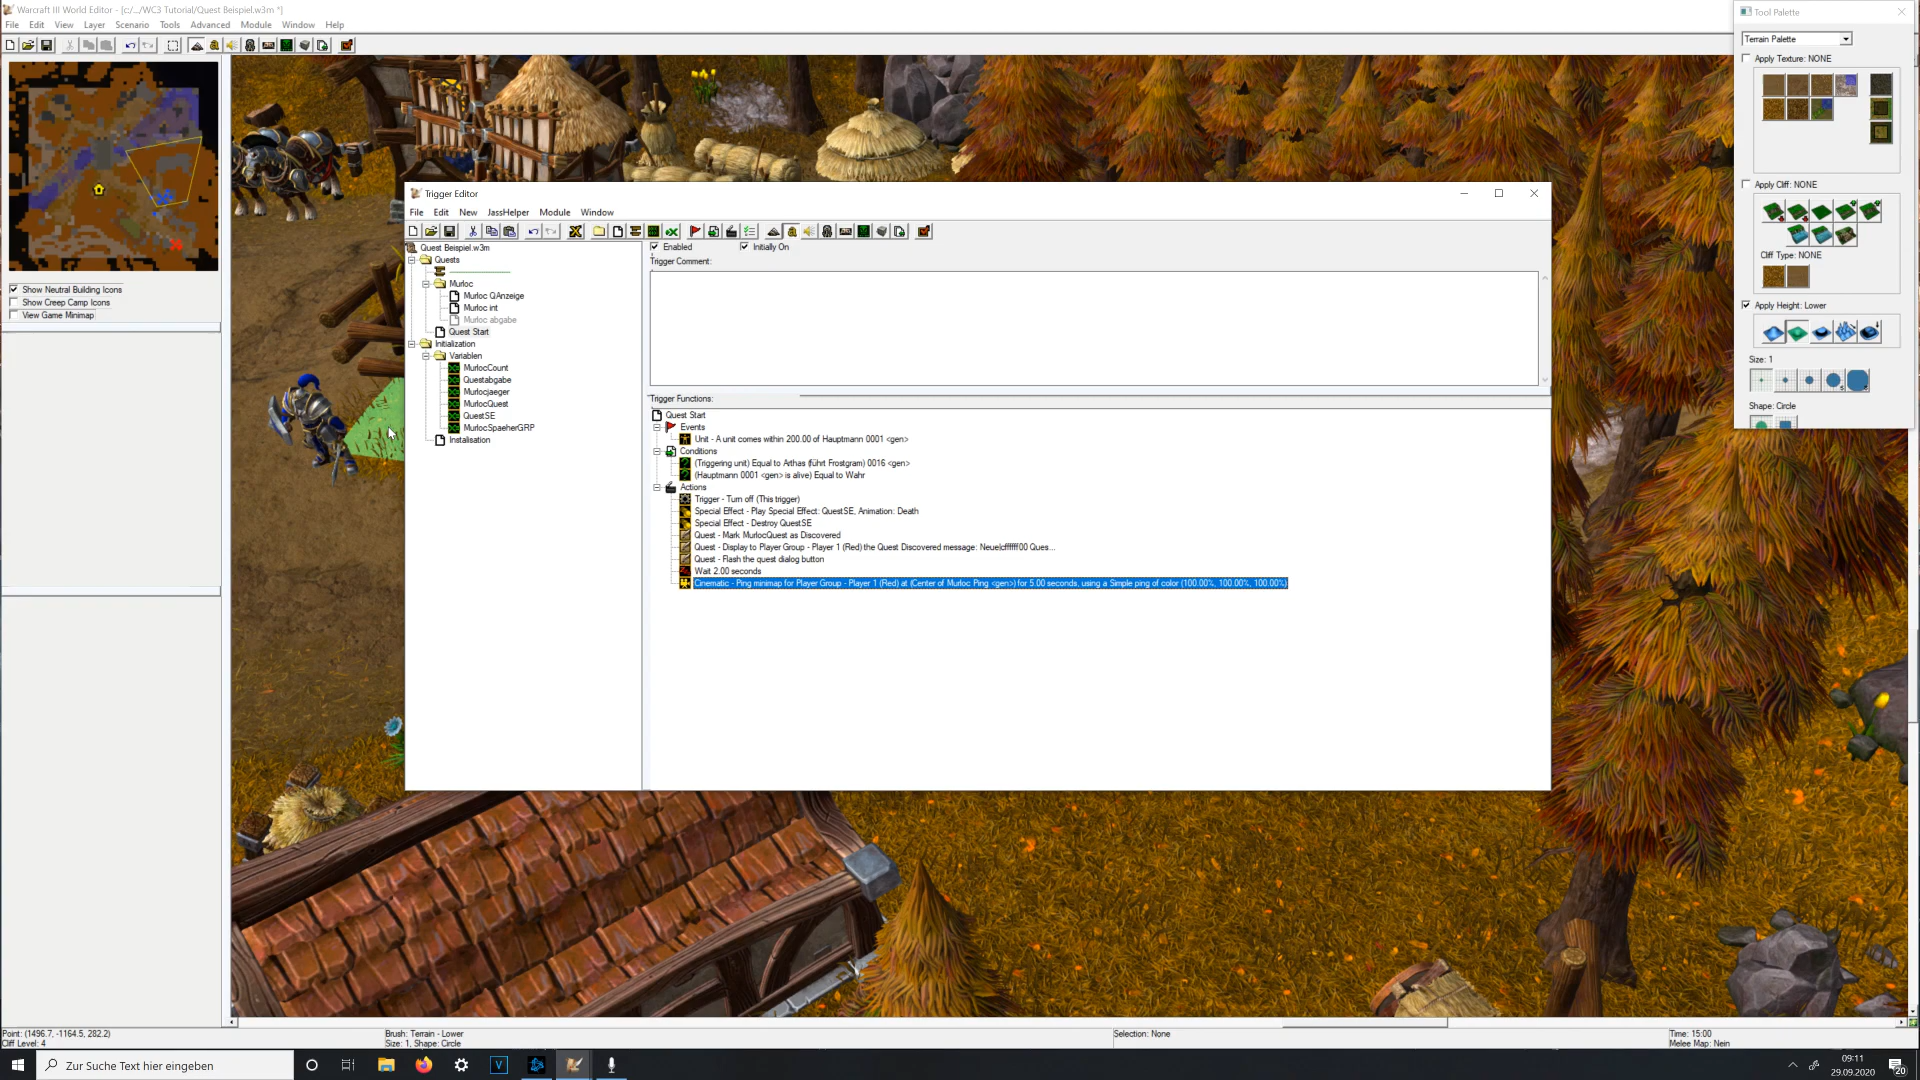 Warcraft III World Editor - [c:/.../WC3 Tutorial/Quest Beispiel.w3m *]
File Edit View Layer Scenario Tools Advanced Module Window Help
Show Neutral Building Icons
Show Creep Camp Icons
View Game Minimap
Trigger Editor
File Edit New JassHelper Module Window
Quest Beispiel.w3m
Quests
Murloc
Murloc QAnzeige
Murloc int
Murloc abgabe
Quest Start
Initialization
Variablen
MurlocCount
Questabgabe
Murlocjaeger
MurlocQuest
QuestSE
MurlocSpaeherGRP
Instalisation
Enabled
Initially On
Trigger Comment:
Trigger Functions:
Quest Start
Events
Unit - A unit comes within 200.00 of Hauptmann 0001 <gen>
Conditions
(Triggering unit) Equal to Arthas (führt Frostgram) 0016 <gen>
(Hauptmann 0001 <gen> is alive) Equal to Wahr
Actions
Trigger - Turn off (This trigger)
Special Effect - Play Special Effect: QuestSE, Animation: Death
Special Effect - Destroy QuestSE
Quest - Mark MurlocQuest as Discovered
Quest - Display to Player Group - Player 1 (Red) the Quest Discovered message: Neue|cffffff00 Ques...
Quest - Flash the quest dialog button
Wait 2.00 seconds
Cinematic - Ping minimap for Player Group - Player 1 (Red) at (Center of Murloc Ping <gen>) for 5.00 seconds, using a Simple ping of color (100.00%, 100.00%, 100.00%)
Tool Palette
Terrain Palette
Apply Texture: NONE
Apply Cliff: NONE
Cliff Type: NONE
Apply Height: Lower
Size: 1
Shape: Circle
Point: (1496.7, -1164.5, 282.2)
Cliff Level: 4
Brush: Terrain - Lower
Size: 1, Shape: Circle
Selection: None
Time: 15:00
Melee Map: Nein
Zur Suche Text hier eingeben
V
09:11
29.09.2020
20